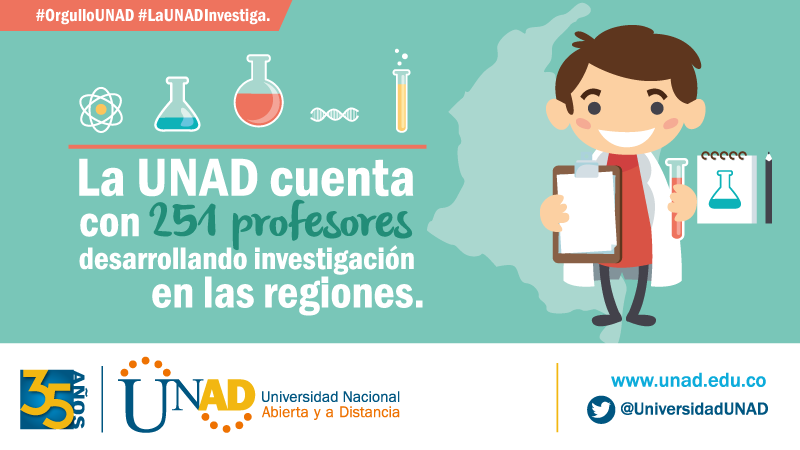 #OrgulloUNAD #LaUNADInvestiga.
La UNAD cuenta
con 251 profesores
desarrollando investigación
en las regiones.
35 AÑOS
UNAD
Universidad Nacional
Abierta y a Distancia
www.unad.edu.co
@UniversidadUNAD